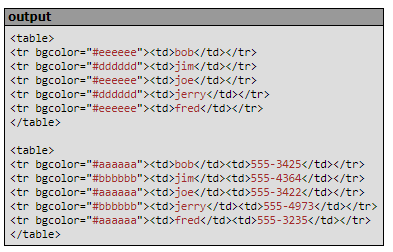 output
<table>
<tr bgcolor="#eeeeee"><td>bob</td></tr>
<tr bgcolor="#dddddd"><td>jim</td></tr>
<tr bgcolor="#eeeeee"><td>joe</td></tr>
<tr bgcolor="#dddddd"><td>jerry</td></tr>
<tr bgcolor="#eeeeee"><td>fred</td></tr>
</table>
<table>
<tr bgcolor="#aaaaaa"><td>bob</td><td>555-3425</td></tr>
<tr bgcolor="#bbbbbb"><td>jim</td><td>555-4364</td></tr>
<tr bgcolor="#aaaaaa"><td>joe</td><td>555-3422</td></tr>
<tr bgcolor="#bbbbbb"><td>jerry</td><td>555-4973</td></tr>
<tr bgcolor="#aaaaaa"><td>fred</td><td>555-3235</td></tr>
</table>